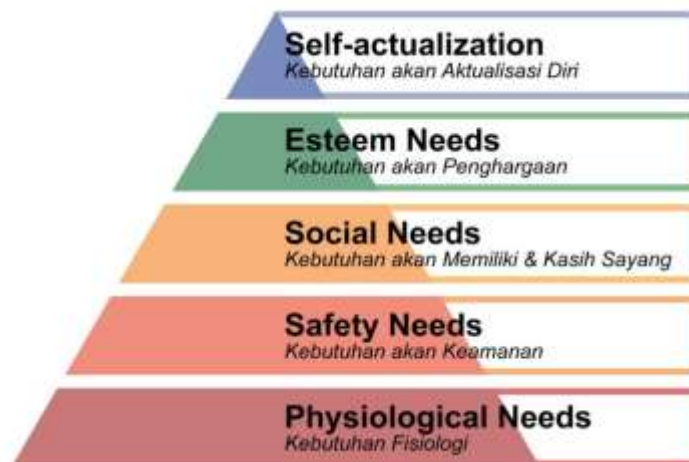 Self-actualization
Kebutuhan akan Aktualisasi Diri
Esteem Needs
Kebutuhan akan Penghargaan
Social Needs
Kebutuhan akan Memiliki & Kasih Sayang
Safety Needs
Kebutuhan akan Keamanan
Physiological Needs
Kebutuhan Fisiologi